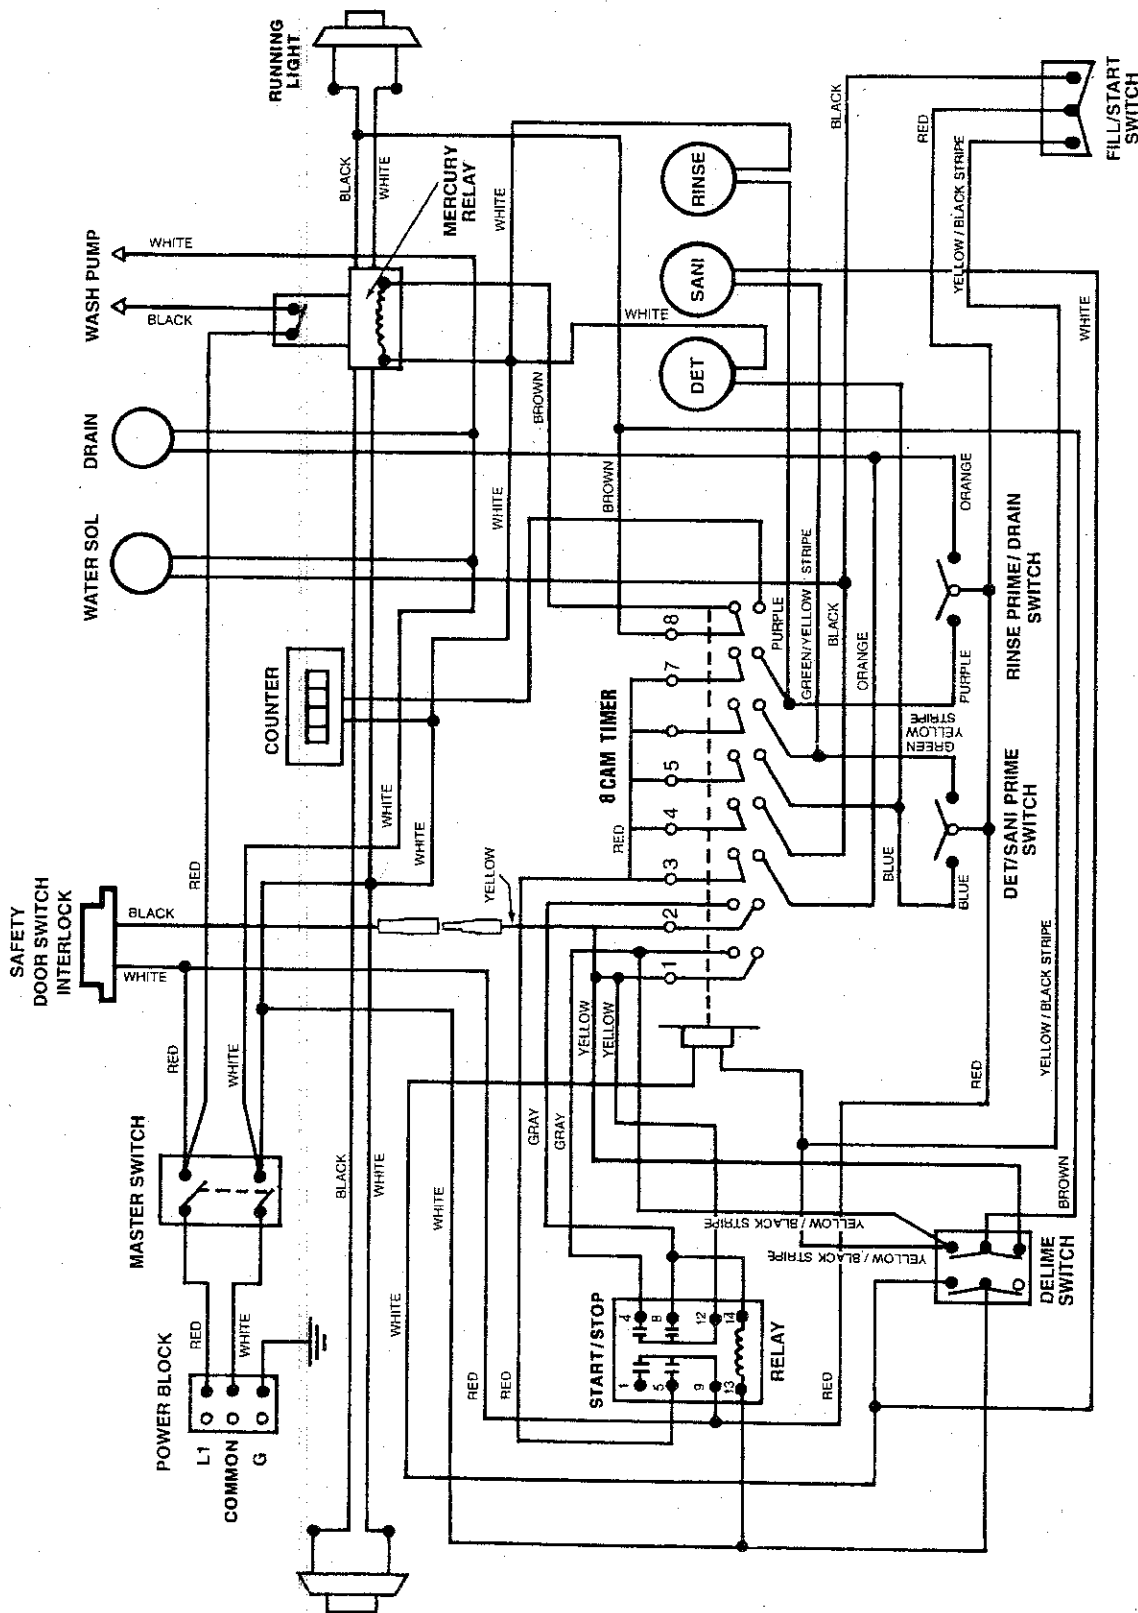 SAFETY
DOOR SWITCH
INTERLOCK
WATER SOL
DRAIN
WASH PUMP
BLACK
WHITE
BLACK
WHITE
RED
COUNTER
RUNNING
LIGHT
BLACK
WHITE
MERCURY
RELAY
MASTER SWITCH
RED
WHITE
POWER BLOCK
L1
COMMON
G
RED
WHITE
BLACK
WHITE
WHITE
WHITE
YELLOW
WHITE
WHITE
BROWN
BROWN
WHITE
WHITE
WHITE
RED
RED
GRAY
GRAY
YELLOW
YELLOW
RED
8 CAM TIMER
1
2
3
4
5
7
8
DET
SANI
RINSE
START/STOP
RELAY
1
4
5
8
9
12
13
14
PURPLE
GREEN/YELLOW STRIPE
BLACK
ORANGE
BLACK
RED
YELLOW / BLACK STRIPE
YELLOW / BLACK STRIPE
YELLOW / BLACK STRIPE
RED
BLUE
BLUE
GREEN
YELLOW
STRIPE
PURPLE
ORANGE
RED
YELLOW / BLACK STRIPE
BROWN
WHITE
DET/SANI PRIME
SWITCH
RINSE PRIME/ DRAIN
SWITCH
FILL/START
SWITCH
DELIME
SWITCH